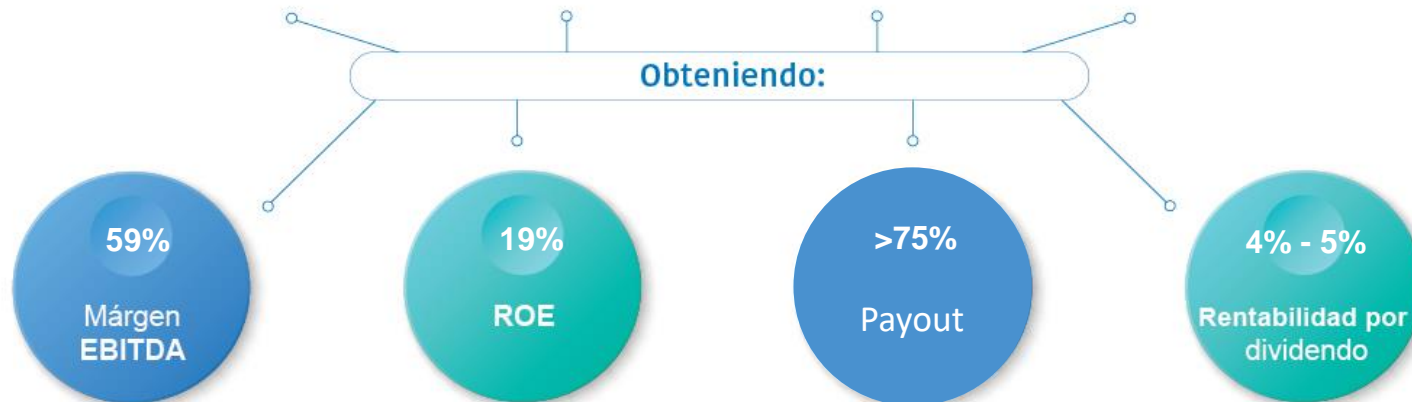 Obteniendo:
59%
Márgen
EBITDA
19%
ROE
>75%
Payout
4% - 5%
Rentabilidad por
dividendo